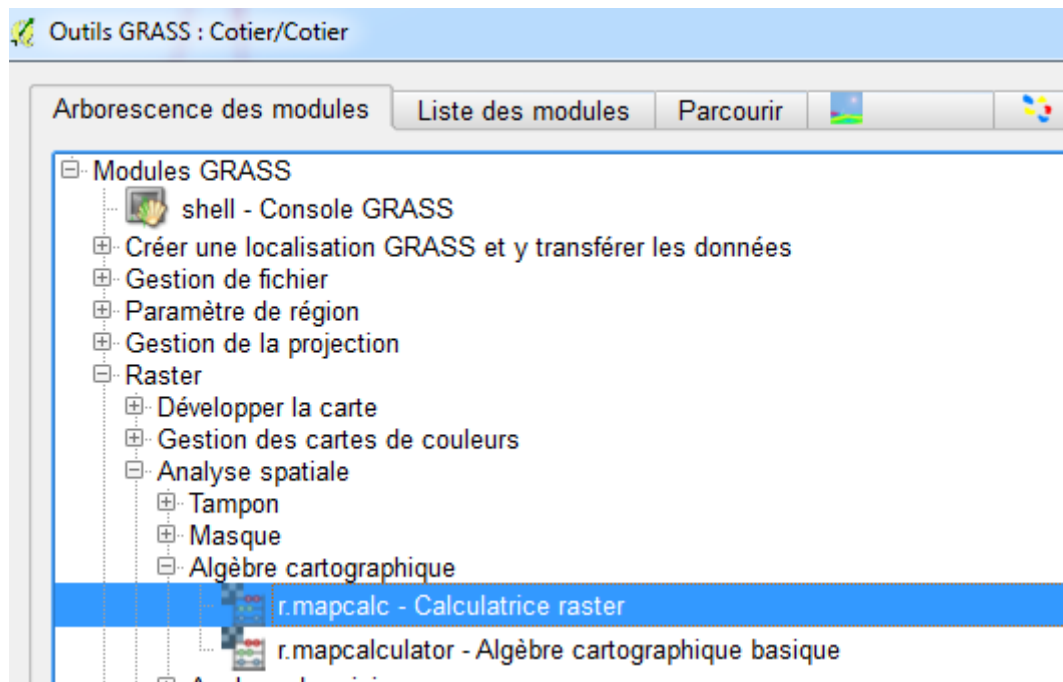 Outils GRASS : Cotier/Cotier
Arborescence des modules Liste des modules Parcourir
Modules GRASS
shell - Console GRASS
Créer une localisation GRASS et y transférer les données
Gestion de fichier
Paramètre de région
Gestion de la projection
Raster
Développer la carte
Gestion des cartes de couleurs
Analyse spatiale
Tampon
Masque
Algèbre cartographique
r.mapcalc - Calculatrice raster
r.mapcalculator - Algèbre cartographique basique